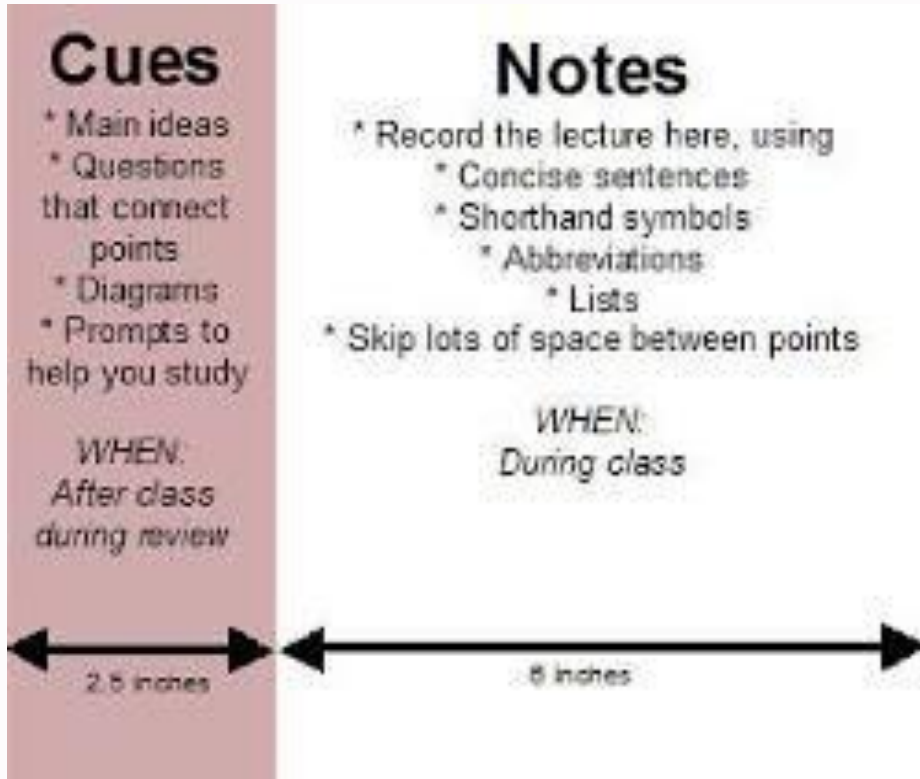 Cues
* Main ideas
* Questions
that connect
points
* Diagrams
* Prompts to
help you study
WHEN:
After class
during review
2.5 inches
Notes
* Record the lecture here, using
* Concise sentences
* Shorthand symbols
* Abbreviations
* Lists
* Skip lots of space between points
WHEN:
During class
6 inches